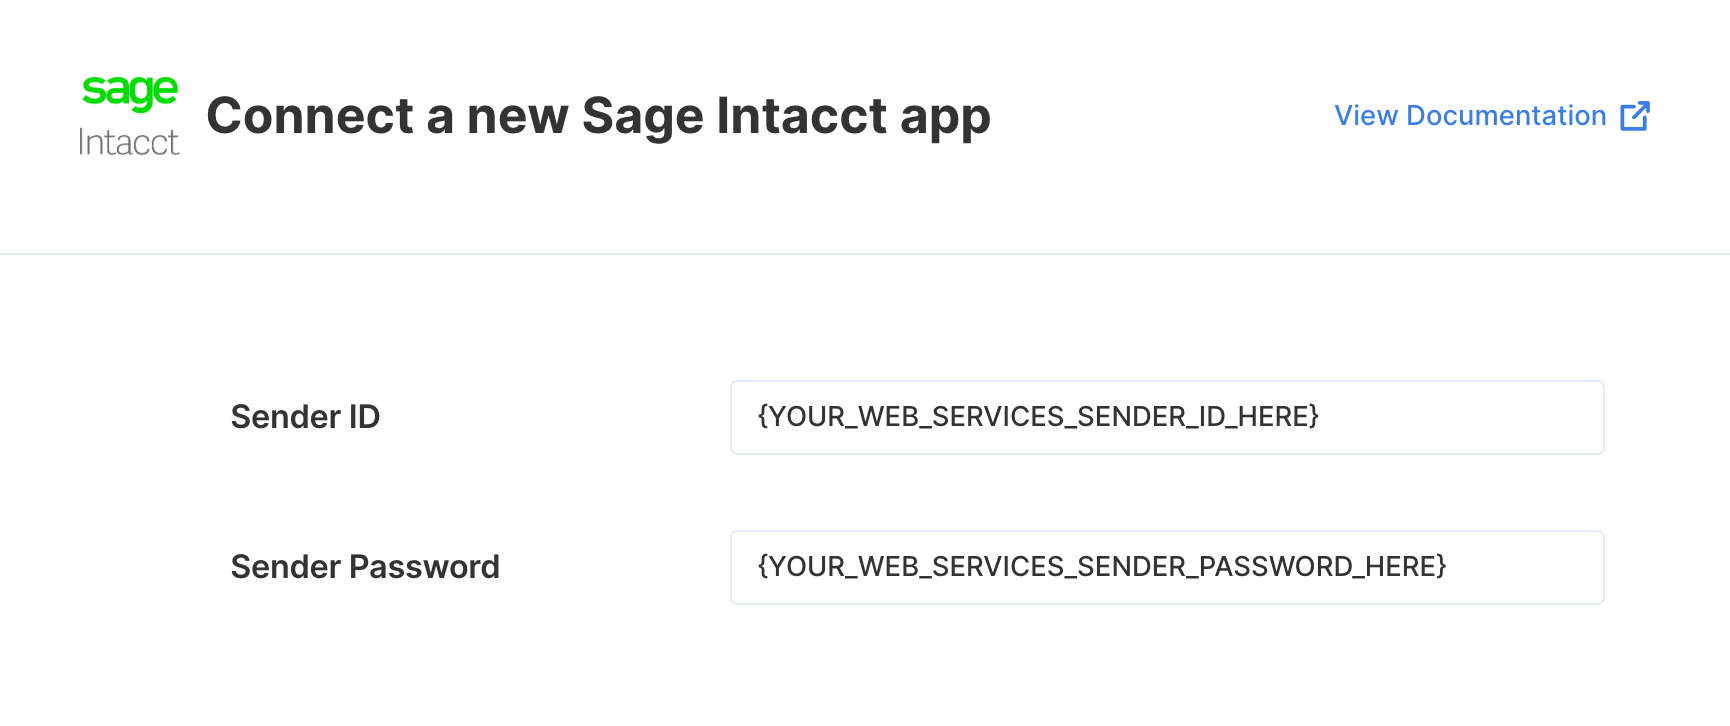 sage
Intacct
Connect a new Sage Intacct app
View Documentation
Sender ID
{YOUR_WEB_SERVICES_SENDER_ID_HERE}
Sender Password
{YOUR_WEB_SERVICES_SENDER_PASSWORD_HERE}